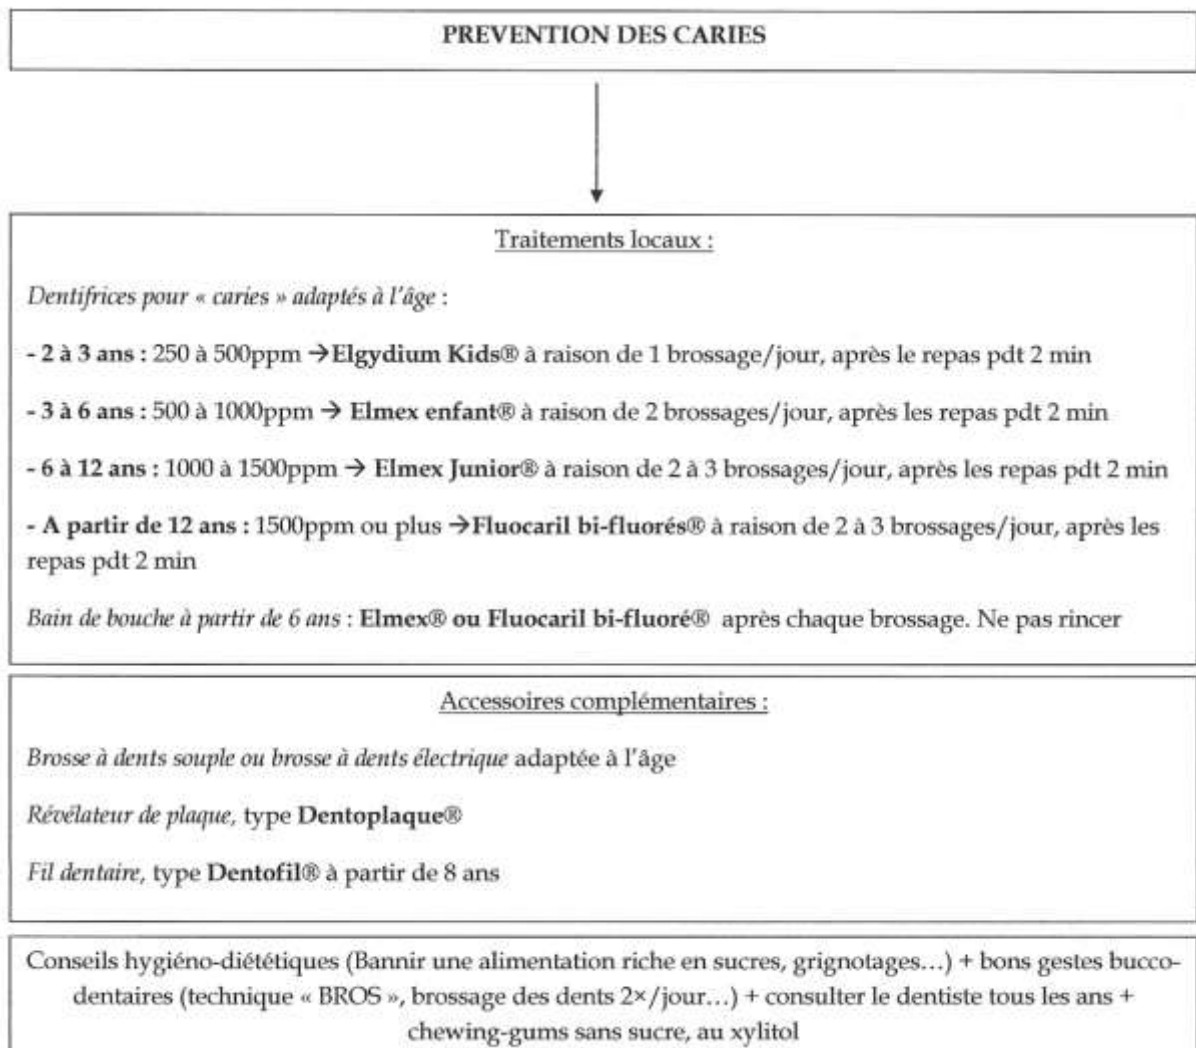 PREVENTION DES CARIES
Traitements locaux :
Dentifrices pour « caries » adaptés à l'âge :
- 2 à 3 ans : 250 à 500ppm →Elgydium Kids® à raison de 1 brossage/jour, après le repas pdt 2 min
- 3 à 6 ans : 500 à 1000ppm → Elmex enfant® à raison de 2 brossages/jour, après les repas pdt 2 min
- 6 à 12 ans : 1000 à 1500ppm → Elmex Junior® à raison de 2 à 3 brossages/jour, après les repas pdt 2 min
- A partir de 12 ans : 1500ppm ou plus →Fluocaril bi-fluorés® à raison de 2 à 3 brossages/jour, après les
repas pdt 2 min
Bain de bouche à partir de 6 ans : Elmex® ou Fluocaril bi-fluoré® après chaque brossage. Ne pas rincer
Accessoires complémentaires :
Brosse à dents souple ou brosse à dents électrique adaptée à l'âge
Révélateur de plaque, type Dentoplaque®
Fil dentaire, type Dentofil® à partir de 8 ans
Conseils hygiéno-diététiques (Bannir une alimentation riche en sucres, grignotages…) + bons gestes bucco-
dentaires (technique « BROS », brossage des dents 2×/jour…) + consulter le dentiste tous les ans +
chewing-gums sans sucre, au xylitol